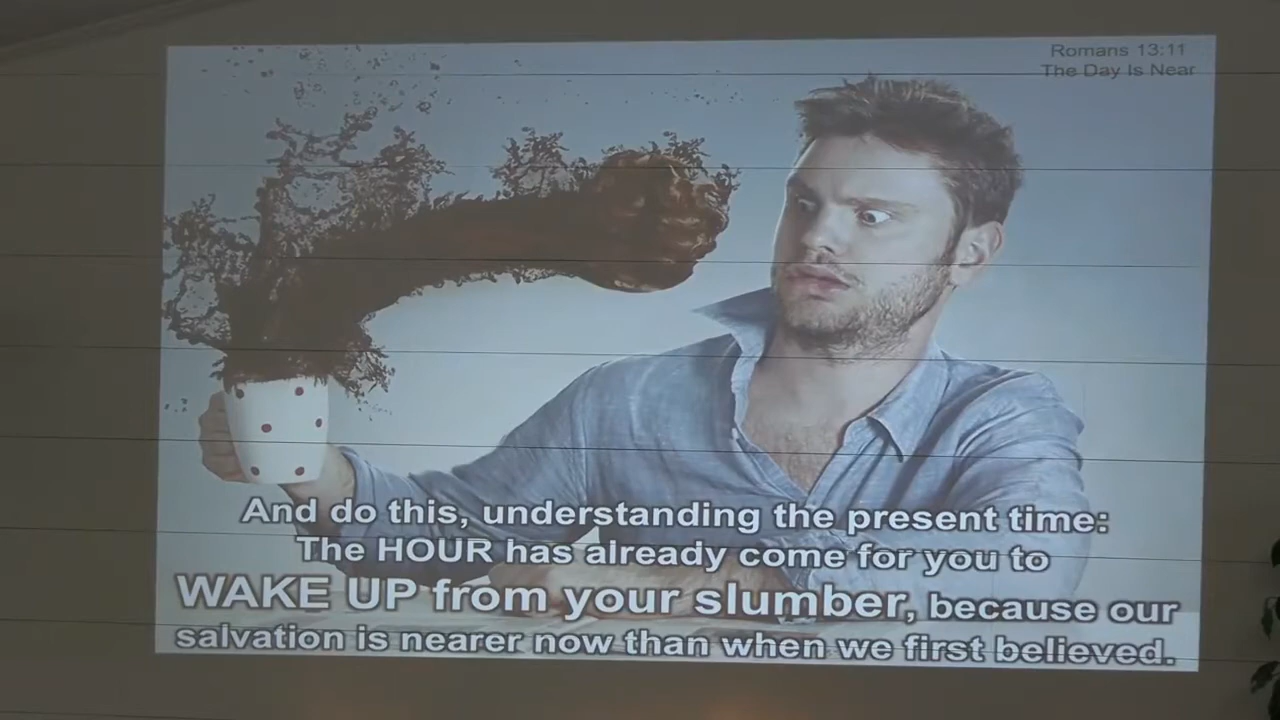 Romans 13:11
The Day Is Near
And do this, understanding the present time:
The HOUR has already come for you to
WAKE UP from your slumber, because our
salvation is nearer now than when we first believed.